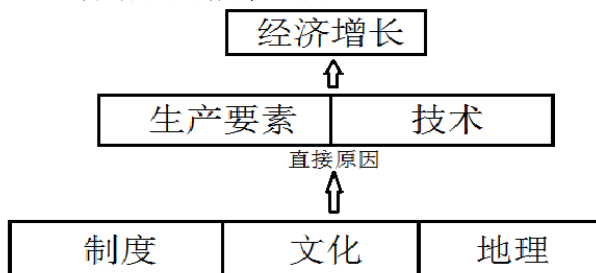 经济增长
生产要素 技术
直接原因
制度 文化 地理